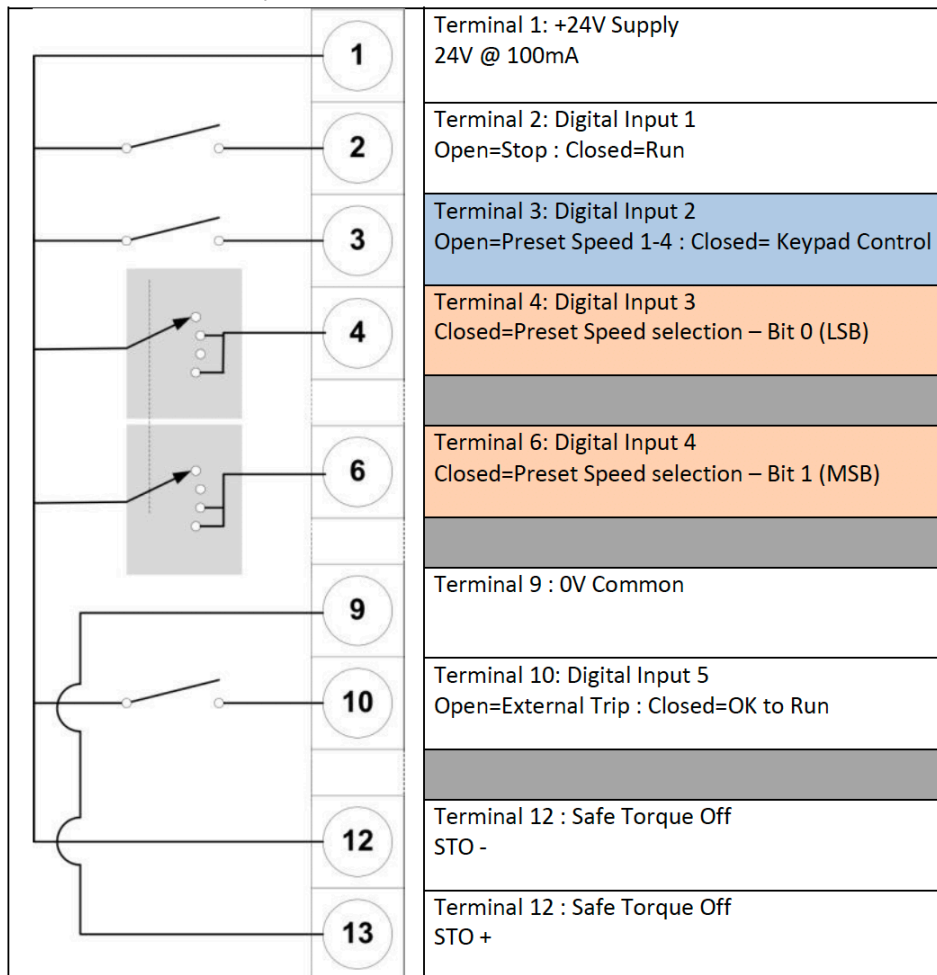 1
Terminal 1: +24V Supply
24V @ 100mA
2
Terminal 2: Digital Input 1
Open=Stop : Closed=Run
3
Terminal 3: Digital Input 2
Open=Preset Speed 1-4 : Closed= Keypad Control
4
Terminal 4: Digital Input 3
Closed=Preset Speed selection – Bit 0 (LSB)
6
Terminal 6: Digital Input 4
Closed=Preset Speed selection – Bit 1 (MSB)
9
Terminal 9 : 0V Common
10
Terminal 10: Digital Input 5
Open=External Trip : Closed=OK to Run
12
Terminal 12 : Safe Torque Off
STO -
13
Terminal 12 : Safe Torque Off
STO +